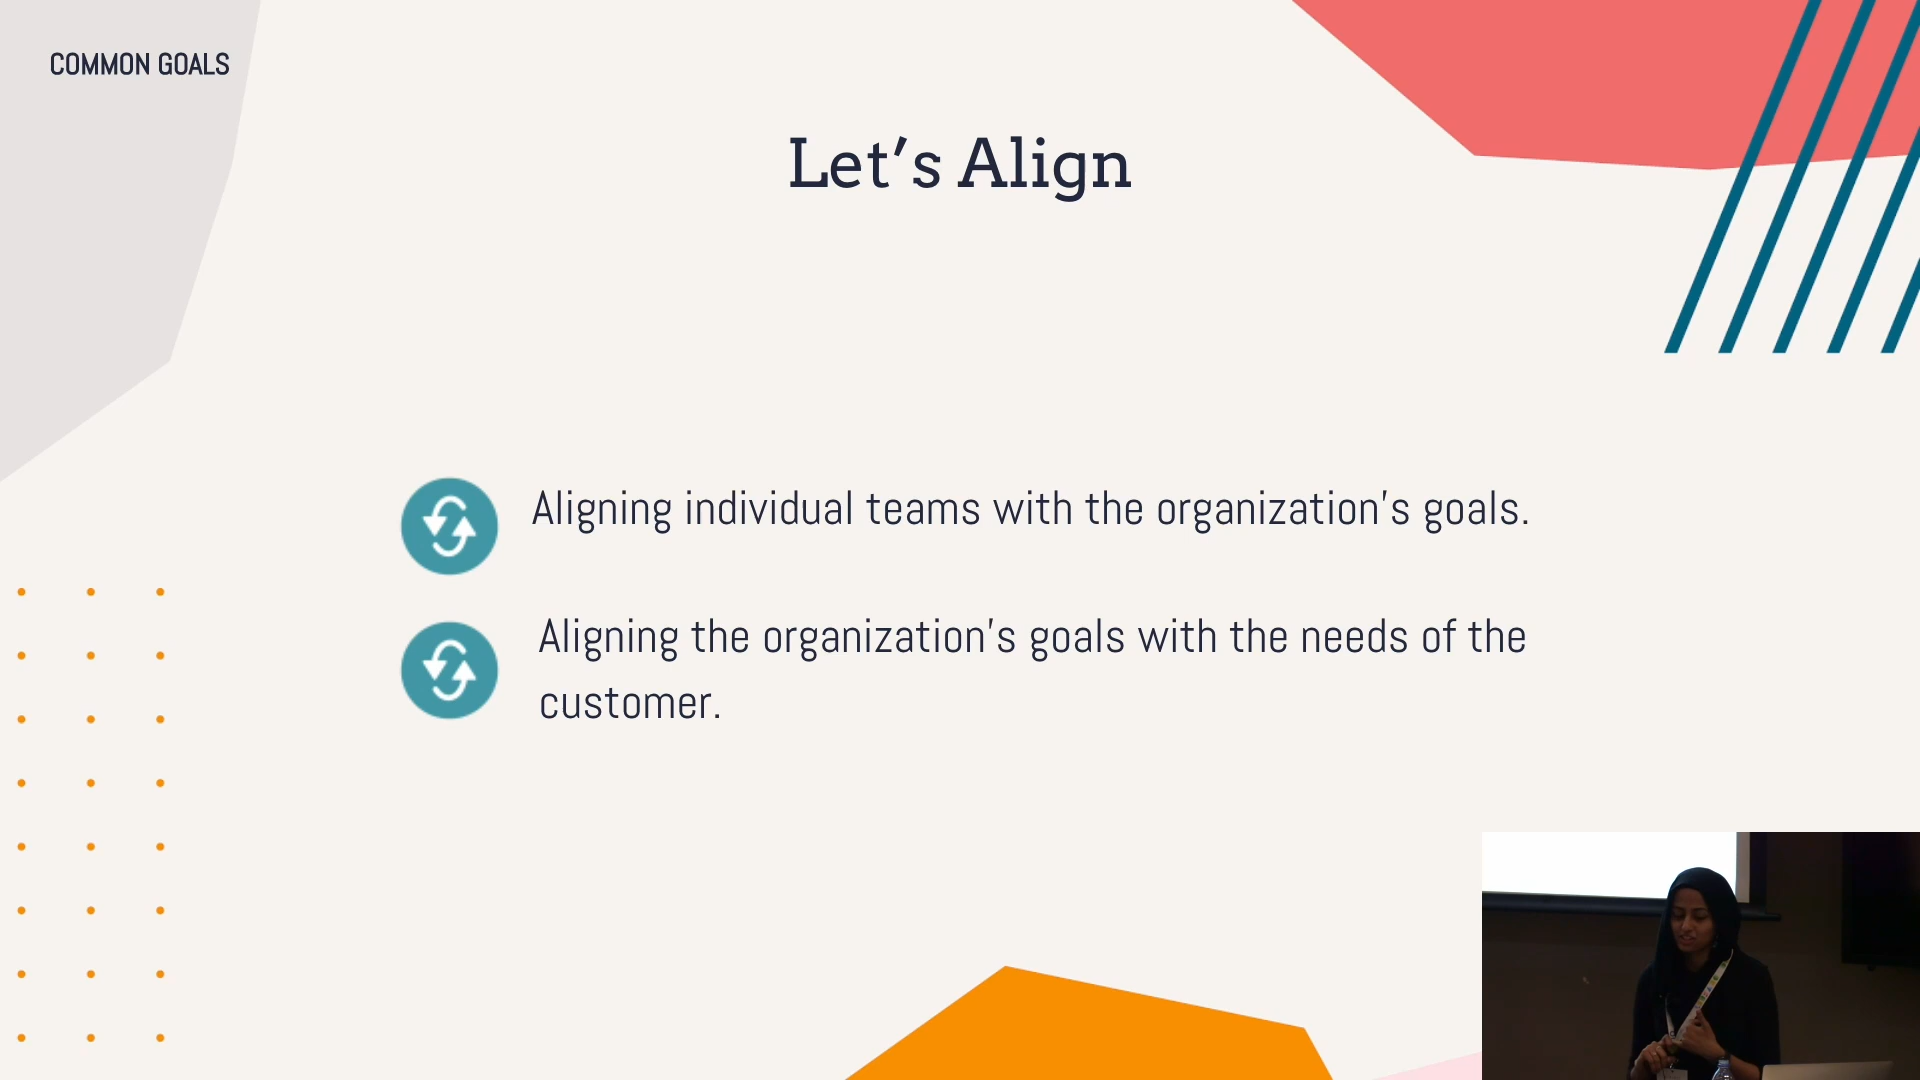 COMMON GOALS
Let's Align
Aligning individual teams with the organization's goals.
Aligning the organization's goals with the needs of the
customer.